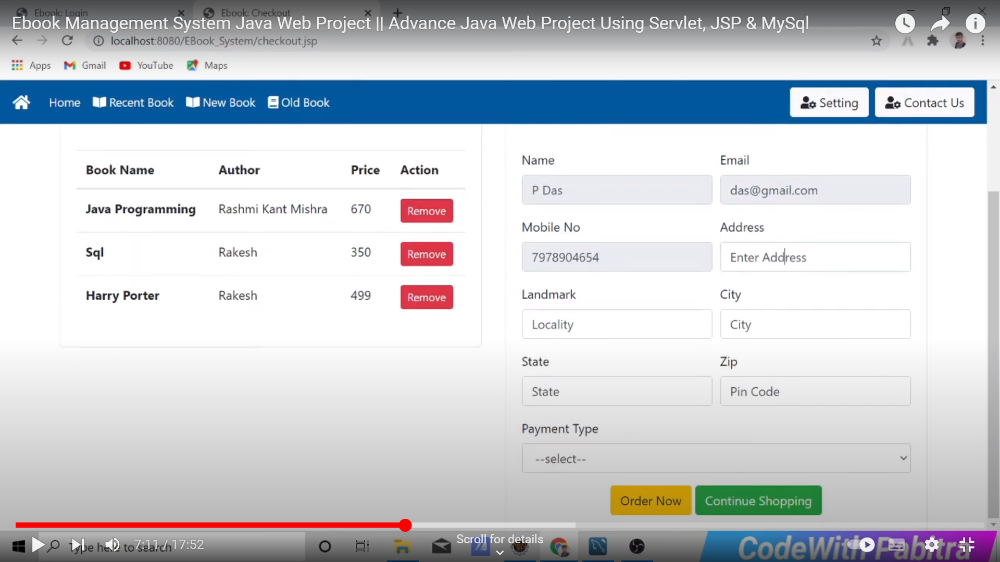 Ebook: Login
Ebook: Checkout
Ebook Management System Java Web Project || Advance Java Web Project Using Servlet, JSP & MySql
localhost:8080/EBook_System/checkout.jsp
Apps Gmail YouTube Maps
Home Recent Book New Book Old Book Setting Contact Us
Book Name Author Price Action
Java Programming Rashmi Kant Mishra 670 Remove
Sql Rakesh 350 Remove
Harry Porter Rakesh 499 Remove
Name Email
P Das das@gmail.com
Mobile No Address
7978904654 Enter Address
Landmark City
Locality City
State Zip
State Pin Code
Payment Type
--select--
Order Now Continue Shopping
Scroll for details
Type here to search
7:11 / 17:52
CodeWith Pabitra